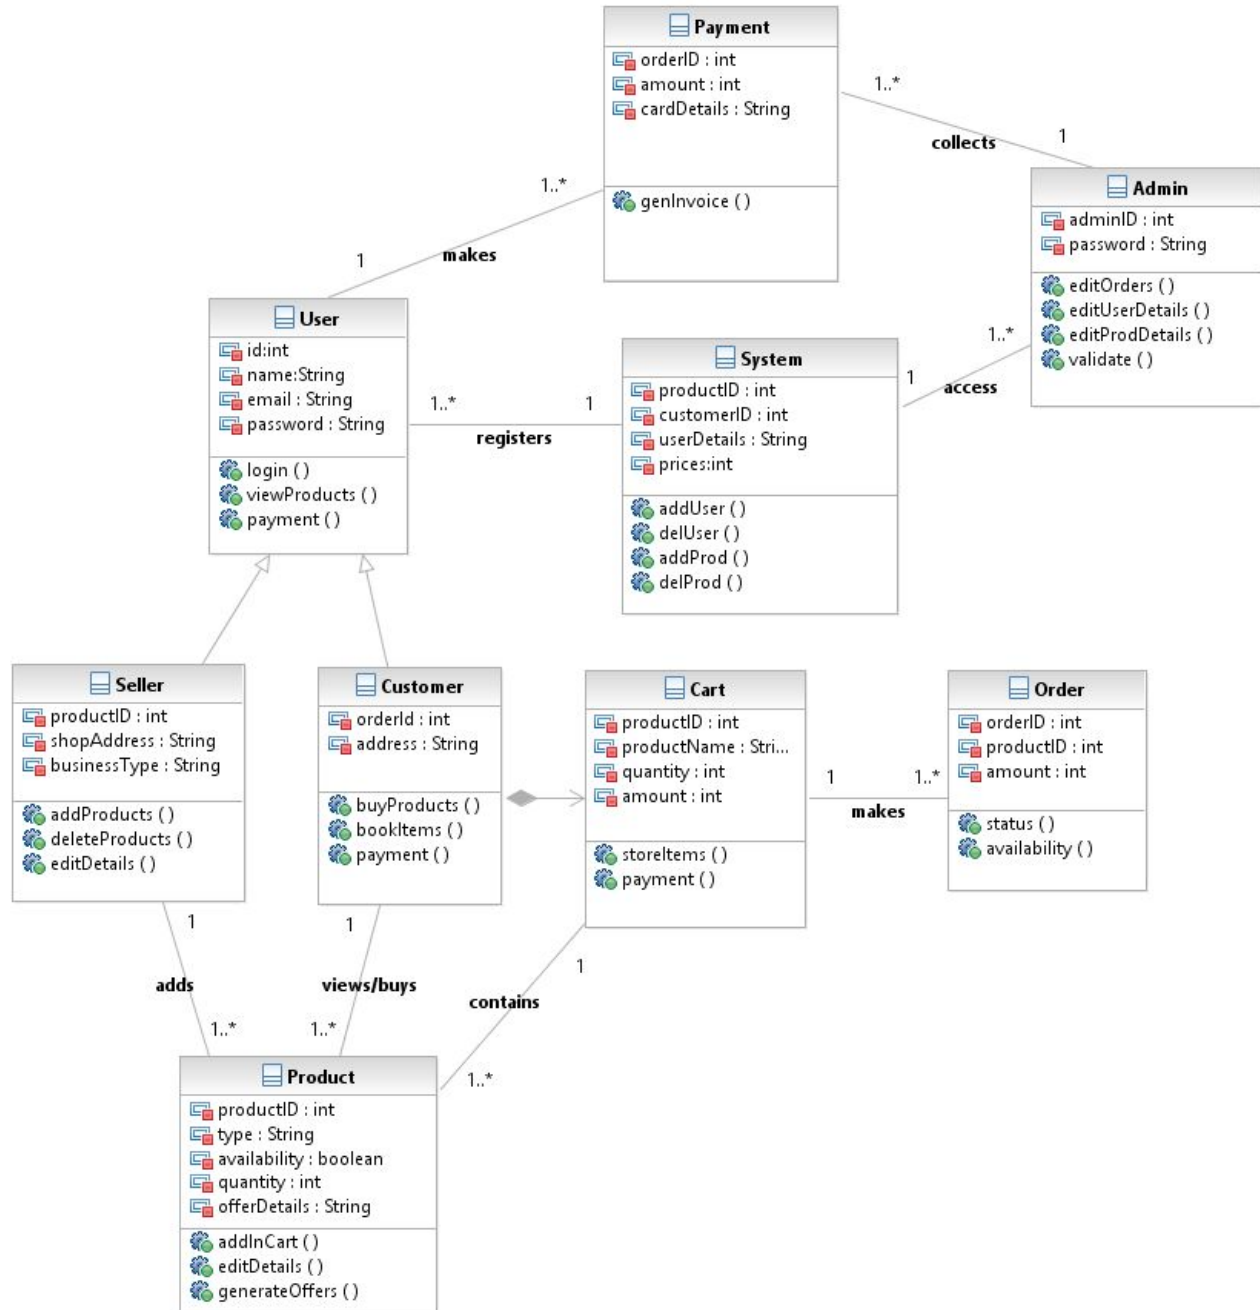 Payment
orderID : int
amount : int
cardDetails : String
genInvoice ( )
1..*
collects
1
Admin
adminID : int
password : String
editOrders ( )
editUserDetails ( )
editProdDetails ( )
validate ( )
1..*
makes
1
User
id:int
name:String
email : String
password : String
login ( )
viewProducts ( )
payment ( )
1..*
registers
1
System
productID : int
customerID : int
userDetails : String
prices:int
addUser ( )
delUser ( )
addProd ( )
delProd ( )
1
access
1..*
Seller
productID : int
shopAddress : String
businessType : String
addProducts ( )
deleteProducts ( )
editDetails ( )
Customer
orderId : int
address : String
buyProducts ( )
bookItems ( )
payment ( )
Cart
productID : int
productName : Stri...
quantity : int
amount : int
storeItems ( )
payment ( )
1
makes
1..*
Order
orderID : int
productID : int
amount : int
status ( )
availability ( )
1
adds
1..*
1
views/buys
1..*
1
contains
1..*
Product
productID : int
type : String
availability : boolean
quantity : int
offerDetails : String
addInCart ( )
editDetails ( )
generateOffers ( )